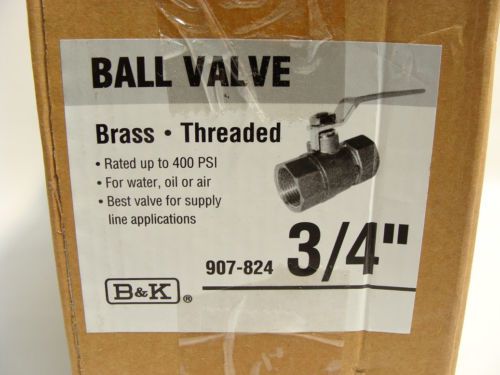 BALL VALVE
Brass • Threaded
• Rated up to 400 PSI
• For water, oil or air
• Best valve for supply
line applications
907-824 3/4"
B&K ®